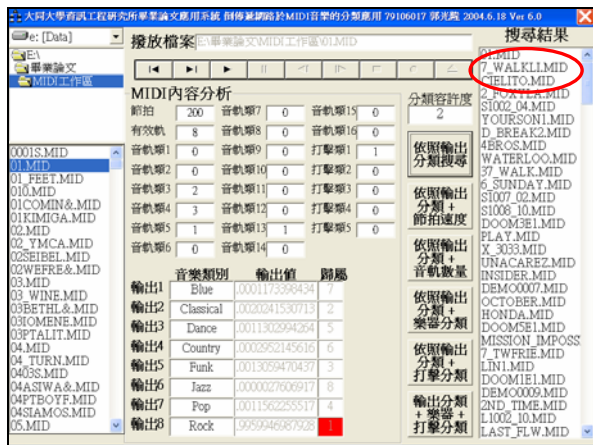 大同大學資訊工程研究所畢業論文應用系統 倒傳遞網路於MIDI音樂的分類應用 79106017 郭兆龍 2004.6.18 Ver 6.0
e: [Data]
E:\
畢業論文
MIDI工作區
0001S.MID
01.MID
01_FEET.MID
010.MID
01COMIN&.MID
01KIMIGA.MID
02.MID
02_YMCA.MID
02SEIBEL.MID
02WEFRE&.MID
03.MID
03_WINE.MID
03BETHL&.MID
03IOMENE.MID
03PTALIT.MID
04.MID
04_TURN.MID
0403S.MID
04ASIWA&.MID
04PTBOYF.MID
04SIAMOS.MID
05.MID
撥放檔案 E:\畢業論文\MIDI工作區\01.MID
MIDI內容分析
節拍 200 音軌類7 0 音軌類15 0
有效軌 8 音軌類8 0 音軌類16 0
音軌類1 0 音軌類9 0 打擊類1 1
音軌類2 0 音軌類10 0 打擊類2 0
音軌類3 2 音軌類11 0 打擊類3 0
音軌類4 3 音軌類12 0 打擊類4 0
音軌類5 1 音軌類13 1 打擊類5 0
音軌類6 0 音軌類14 0
音樂類別 輸出值 歸屬
輸出1 Blue .0001173398434 7
輸出2 Classical .0020241530713 2
輸出3 Dance .0011302994264 5
輸出4 Country .0002952145616 6
輸出5 Funk .0013059470437 3
輸出6 Jazz .0000027606917 8
輸出7 Pop .0011562255517 4
輸出8 Rock .9959946987928 1
分類容許度
2
依照輸出
分類搜尋
依照輸出
分類 +
節拍速度
依照輸出
分類 +
音軌數量
依照輸出
分類 +
樂器分類
依照輸出
分類 +
打擊分類
輸出分類
+ 樂器 +
打擊分類
搜尋結果
01.MID
7_WALKLI.MID
CIELITO.MID
2_FOXYLA.MID
S1002_04.MID
YOURSON1.MID
D_BREAK2.MID
4BROS.MID
WATERLOO.MID
37_WALK.MID
6_SUNDAY.MID
S1007_02.MID
S1008_10.MID
DOOM3E1.MID
PLAY.MID
X_3033.MID
UNACAREZ.MID
INSIDER.MID
DEMO0007.MID
OCTOBER.MID
HONDA.MID
DOOM5E1.MID
MISSION_IMPOSS
7_TWFRIE.MID
LIN1.MID
DOOM1E1.MID
DEMO0009.MID
2ND_TIME.MID
L1002_10.MID
LAST_FLW.MID